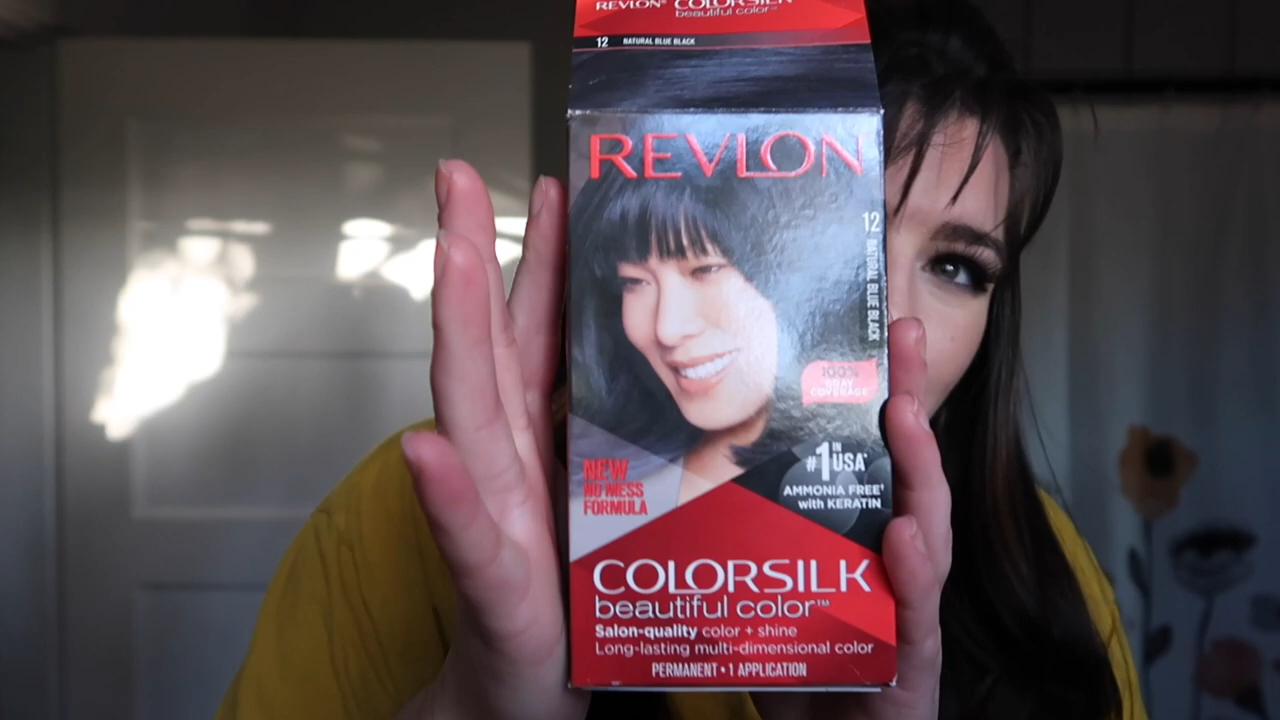 REVLON® COLORSILK
beautiful color™
12 NATURAL BLUE BLACK
REVLON
12 NATURAL BLUE BLACK
100%
GRAY
COVERAGE*
#1 IN USA*
AMMONIA FREE†
with KERATIN
NEW
NO MESS
FORMULA
COLORSILK
beautiful color™
Salon-quality color + shine
Long-lasting multi-dimensional color
PERMANENT • 1 APPLICATION